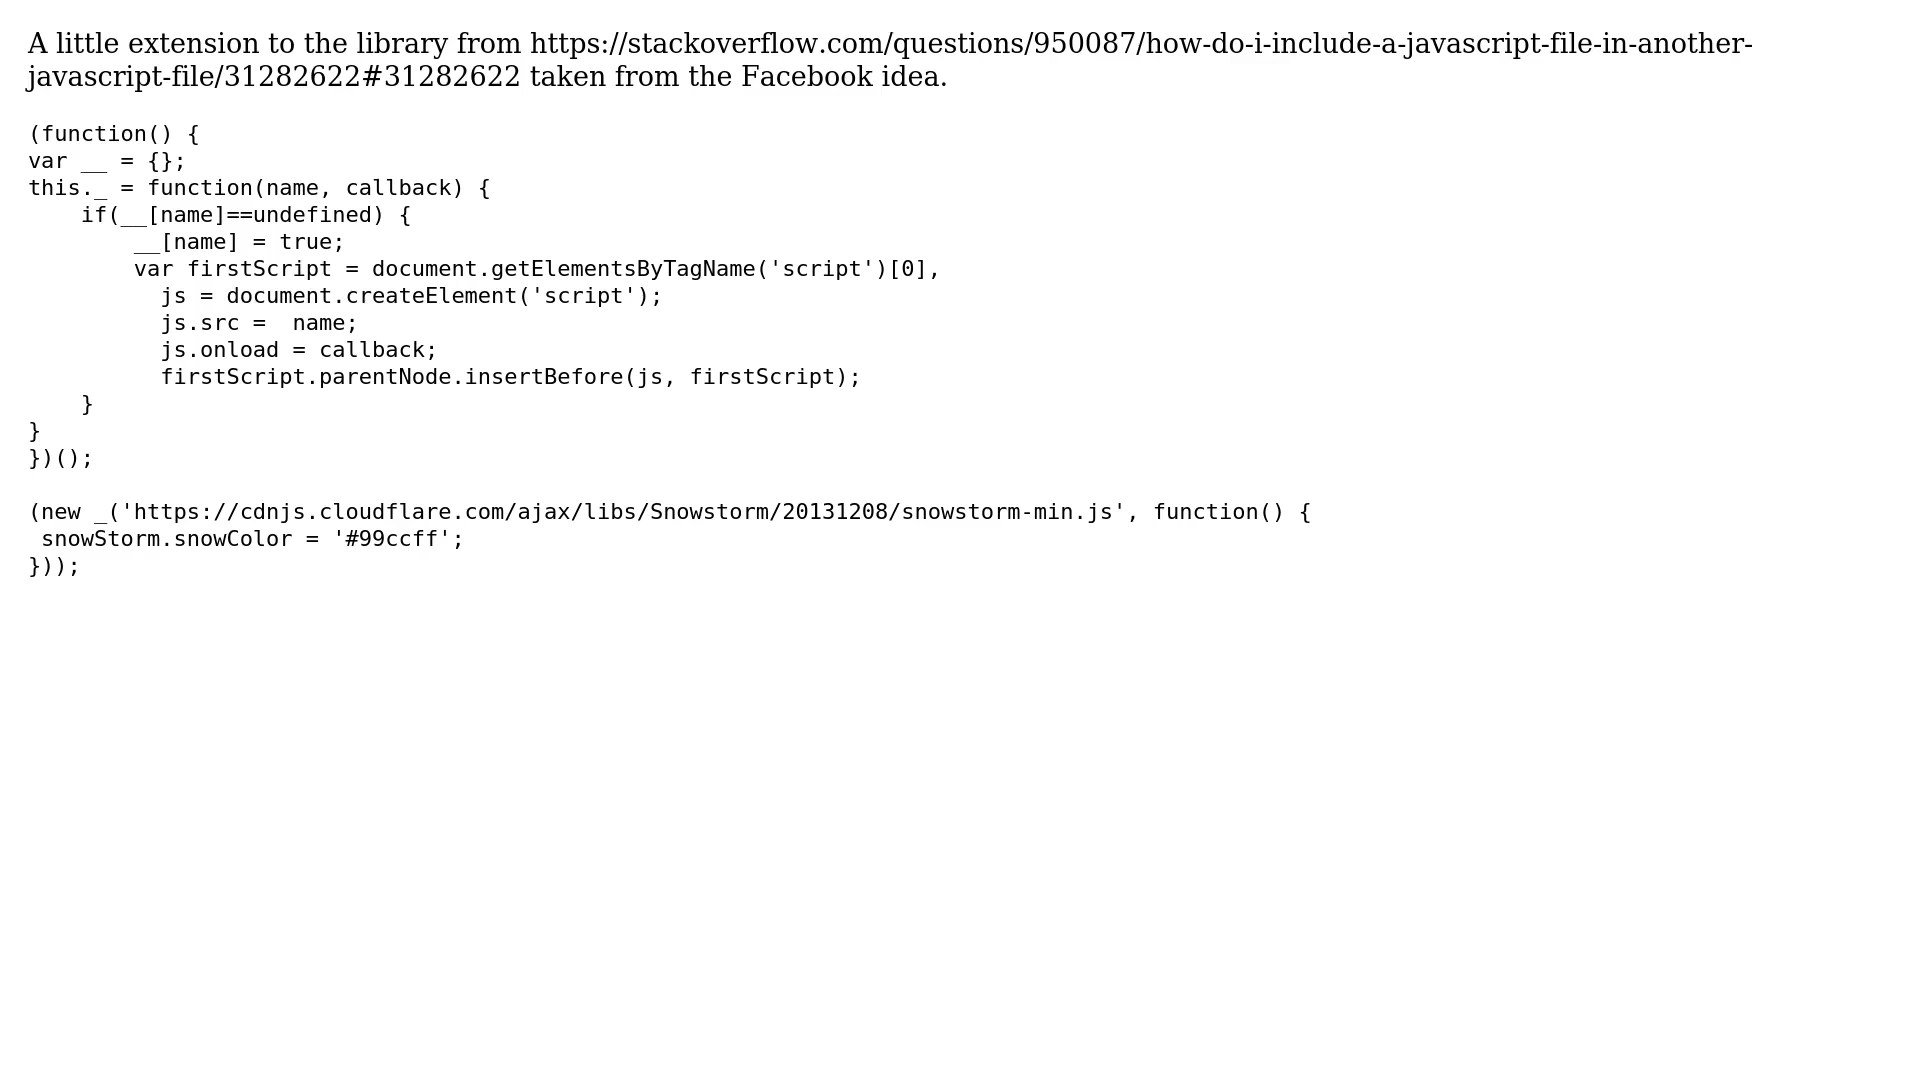 A little extension to the library from https://stackoverflow.com/questions/950087/how-do-i-include-a-javascript-file-in-another-
javascript-file/31282622#31282622 taken from the Facebook idea.
(function() {
var __ = {};
this._ = function(name, callback) {
    if(__[name]==undefined) {
        __[name] = true;
        var firstScript = document.getElementsByTagName('script')[0],
          js = document.createElement('script');
          js.src =  name;
          js.onload = callback;
          firstScript.parentNode.insertBefore(js, firstScript);
    }
}
})();
(new _('https://cdnjs.cloudflare.com/ajax/libs/Snowstorm/20131208/snowstorm-min.js', function() {
 snowStorm.snowColor = '#99ccff';
}));